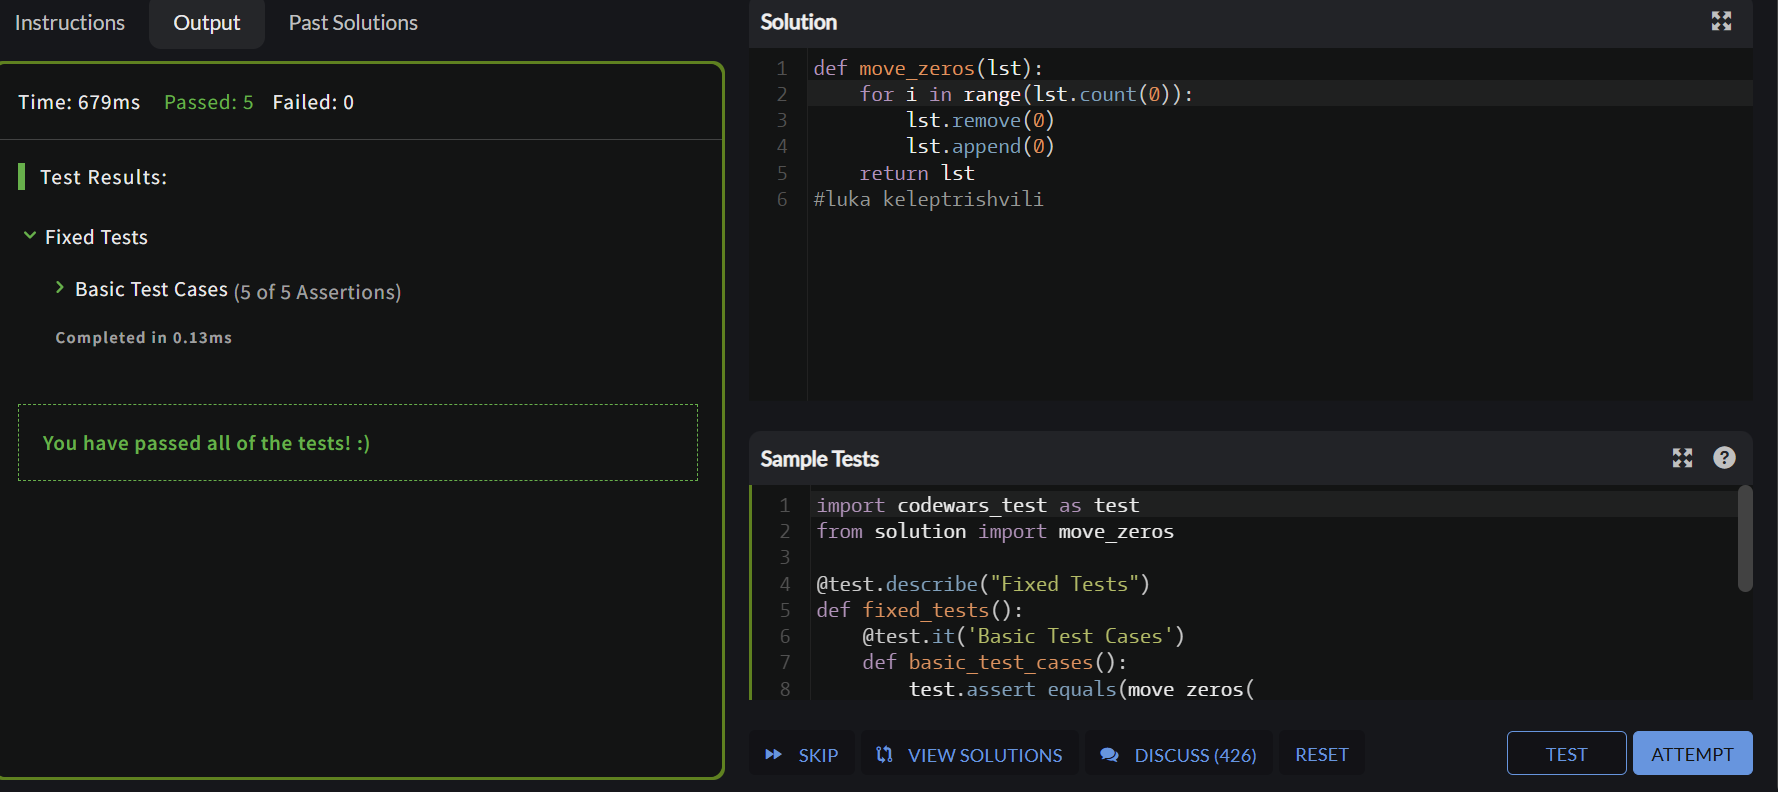 Instructions
Output
Past Solutions
Time: 679ms Passed: 5 Failed: 0
Test Results:
Fixed Tests
Basic Test Cases (5 of 5 Assertions)
Completed in 0.13ms
You have passed all of the tests! :)
Solution
1 def move_zeros(lst):
2     for i in range(lst.count(0)):
3         lst.remove(0)
4         lst.append(0)
5     return lst
6 #luka keleptrishvili
Sample Tests
?
1 import codewars_test as test
2 from solution import move_zeros
3
4 @test.describe("Fixed Tests")
5 def fixed_tests():
6     @test.it('Basic Test Cases')
7     def basic_test_cases():
8         test.assert_equals(move_zeros(
SKIP
VIEW SOLUTIONS
DISCUSS (426)
RESET
TEST
ATTEMPT